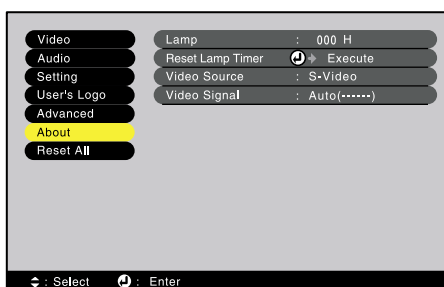 Video
Audio
Setting
User's Logo
Advanced
About
Reset All
Lamp : 000 H
Reset Lamp Timer Execute
Video Source : S-Video
Video Signal : Auto(------)
: Select : Enter